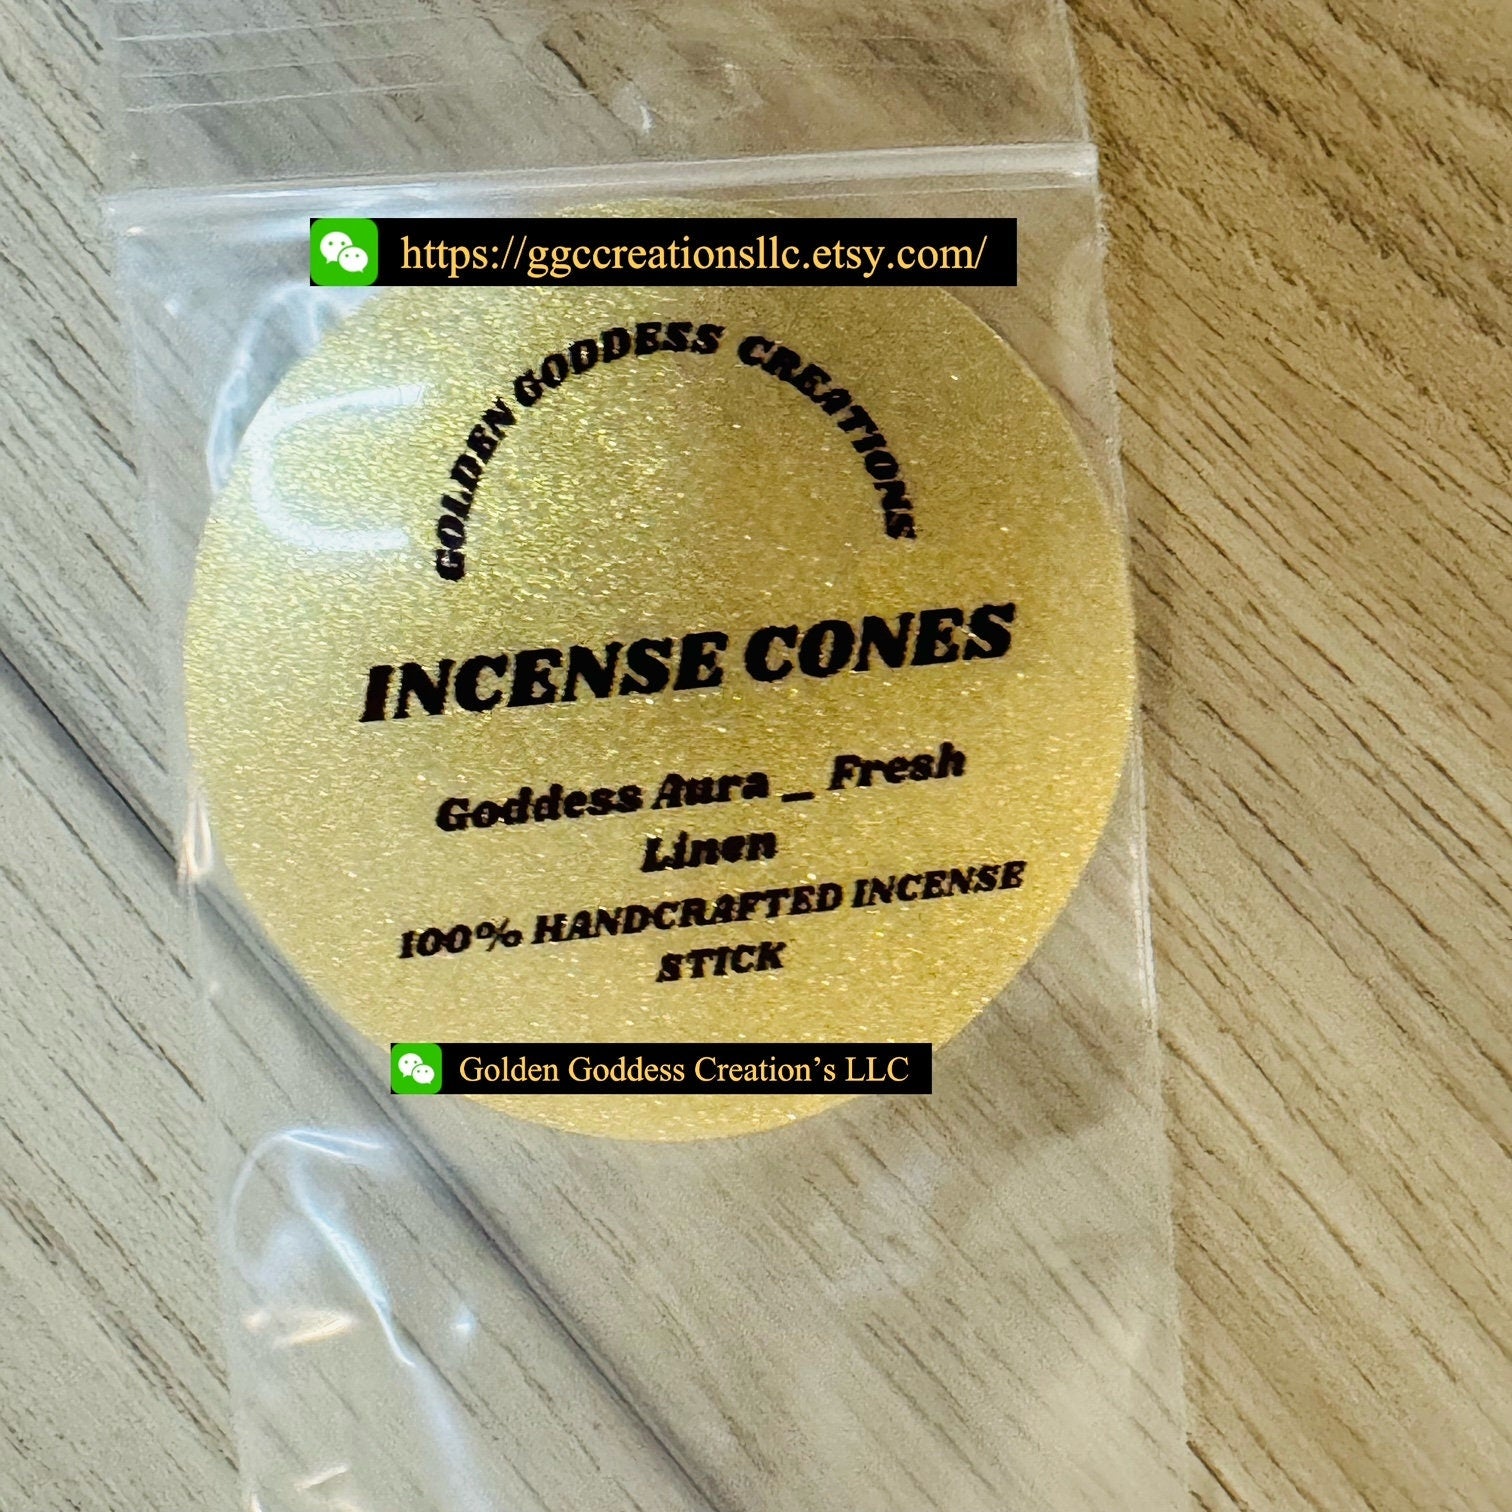 https://ggccreationsllc.etsy.com/
GOLDEN GODDESS CREATIONS
INCENSE CONES
Goddess Aura _ Fresh
Linen
100% HANDCRAFTED INCENSE
STICK
Golden Goddess Creation’s LLC